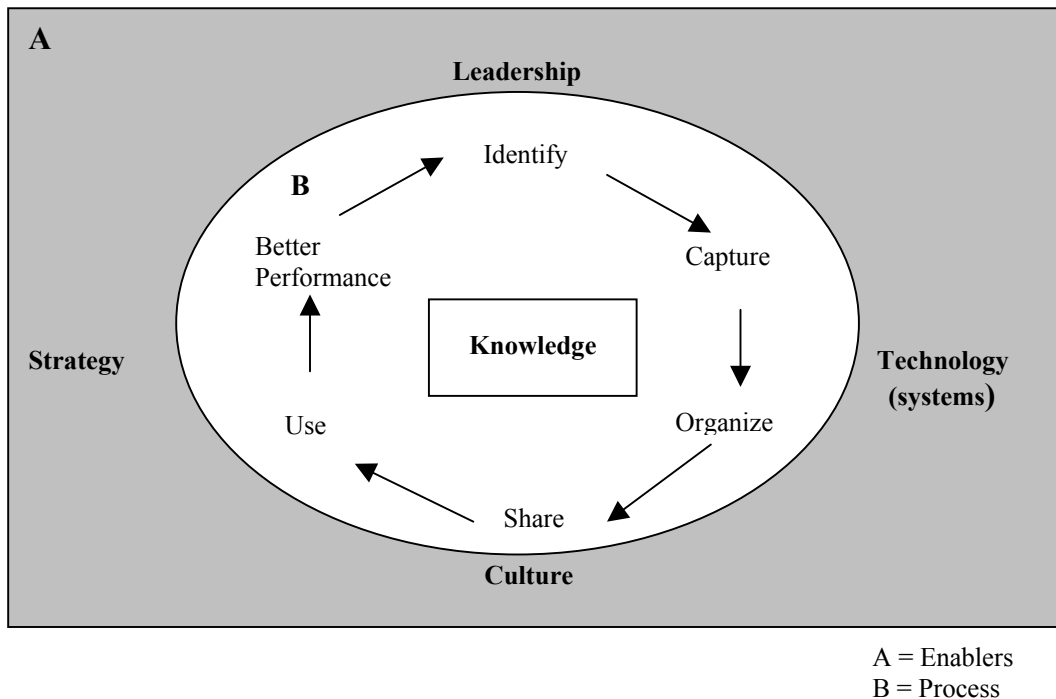 A
Leadership
Identify
B
Better
Performance
Capture
Knowledge
Strategy
Technology
(systems)
Use
Organize
Share
Culture
A = Enablers
B = Process